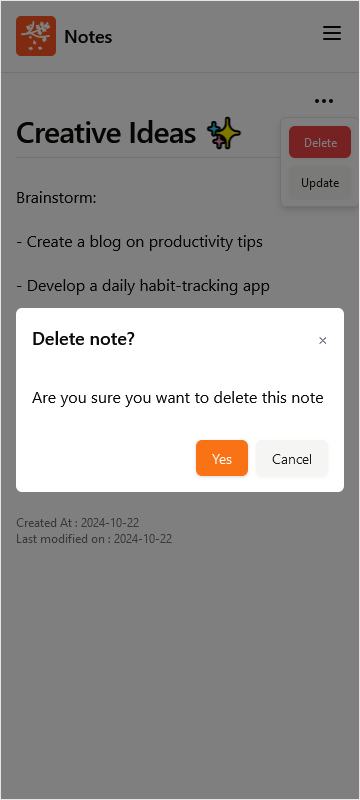 Notes
Creative Ideas ✨
Delete
Update
Brainstorm:
- Create a blog on productivity tips
- Develop a daily habit-tracking app
Delete note?
×
Are you sure you want to delete this note
Yes
Cancel
Created At : 2024-10-22
Last modified on : 2024-10-22